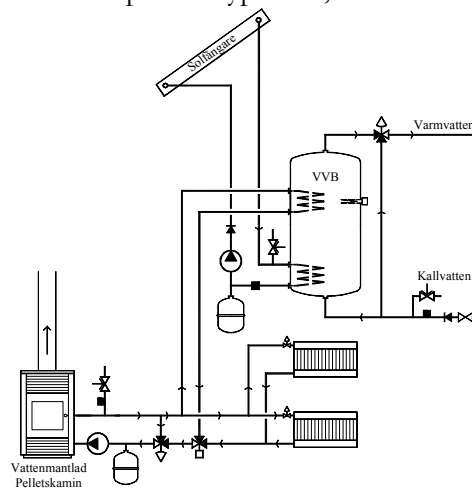 Solfångare
Varmvatten
VVB
Kallvatten
Vattenmantlad
Pelletskamin